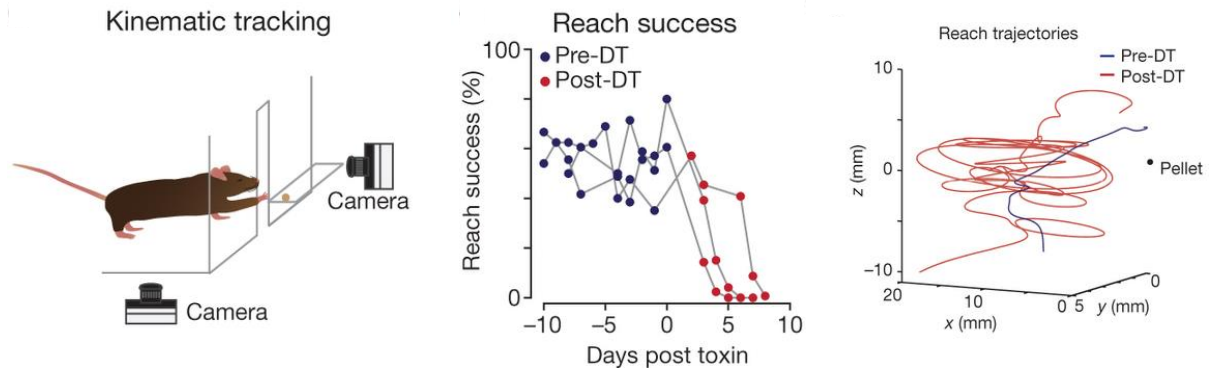 Kinematic tracking
Camera
Camera
Reach success
Pre-DT
Post-DT
Reach success (%)
100
0
−10
−5
0
5
10
Days post toxin
Reach trajectories
Pre-DT
Post-DT
z (mm)
10
0
−10
Pellet
20
10
0
x (mm)
5
0
y (mm)